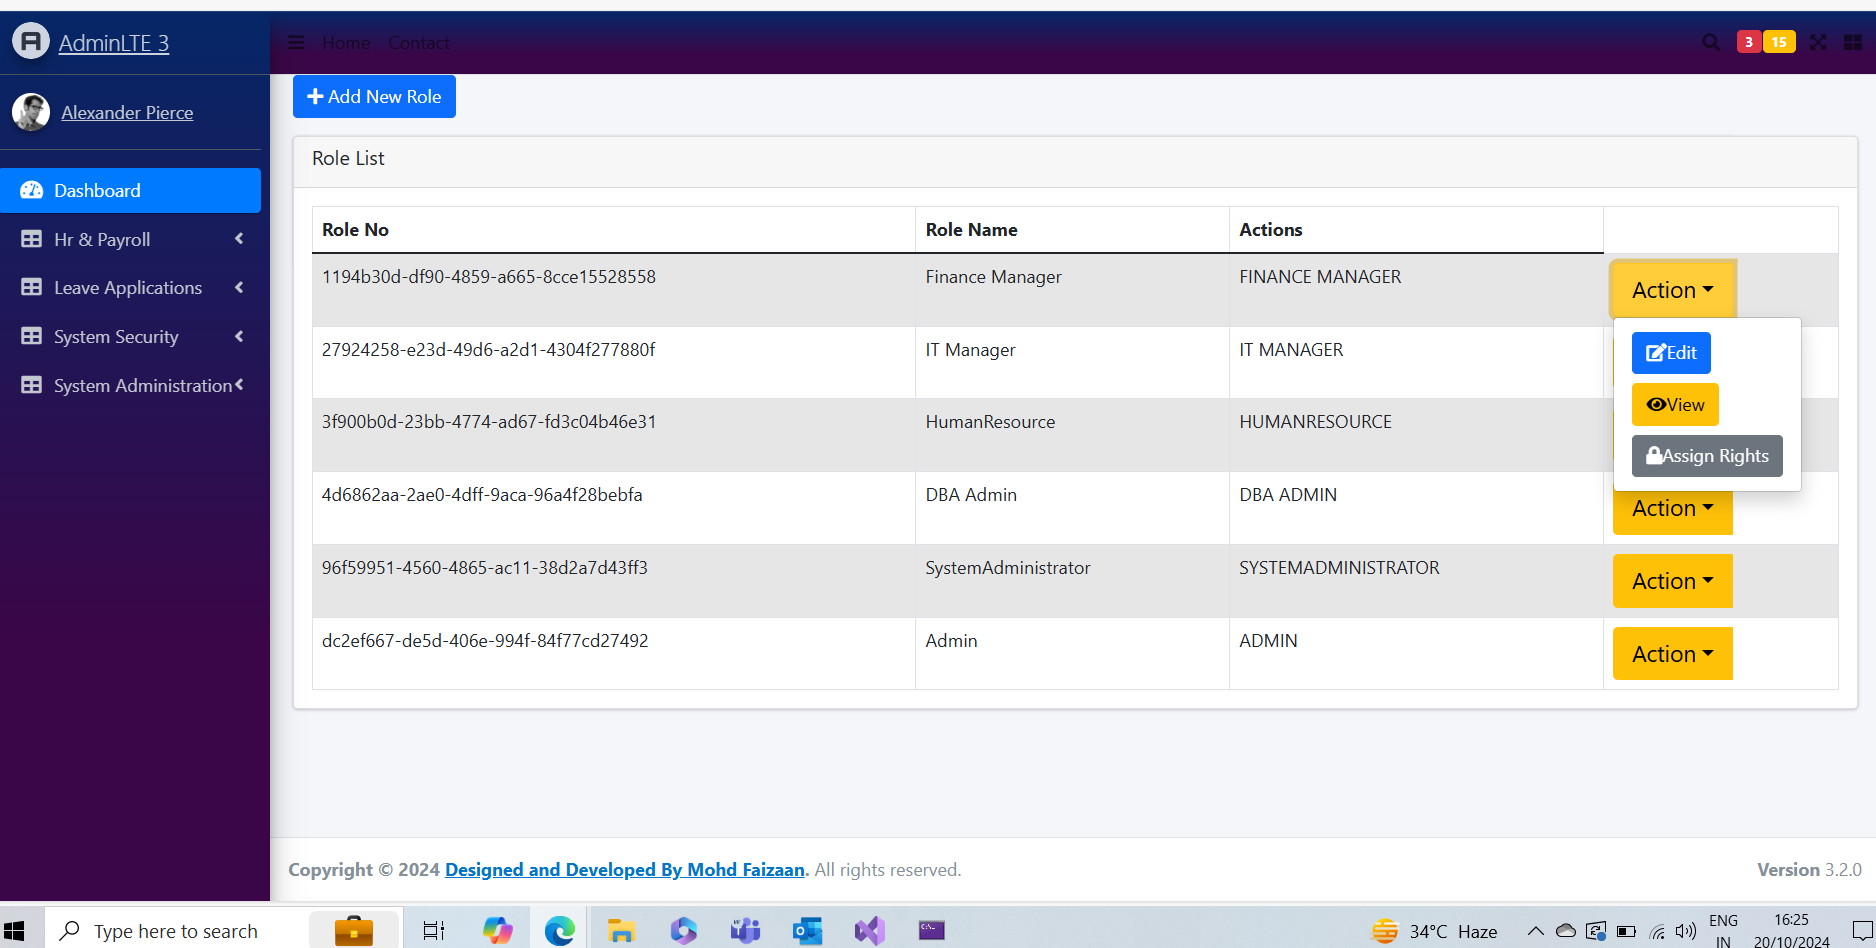 AdminLTE 3
Home Contact
3 15
Alexander Pierce
Dashboard
Hr & Payroll
Leave Applications
System Security
System Administration
Add New Role
Role List
Role No Role Name Actions
1194b30d-df90-4859-a665-8cce15528558 Finance Manager FINANCE MANAGER Action
27924258-e23d-49d6-a2d1-4304f277880f IT Manager IT MANAGER
Edit
View
3f900b0d-23bb-4774-ad67-fd3c04b46e31 HumanResource HUMANRESOURCE
Assign Rights
4d6862aa-2ae0-4dff-9aca-96a4f28bebfa DBA Admin DBA ADMIN Action
96f59951-4560-4865-ac11-38d2a7d43ff3 SystemAdministrator SYSTEMADMINISTRATOR Action
dc2ef667-de5d-406e-994f-84f77cd27492 Admin ADMIN Action
Copyright © 2024 Designed and Developed By Mohd Faizaan. All rights reserved. Version 3.2.0
Type here to search
34°C Haze
ENG
IN
16:25
20/10/2024